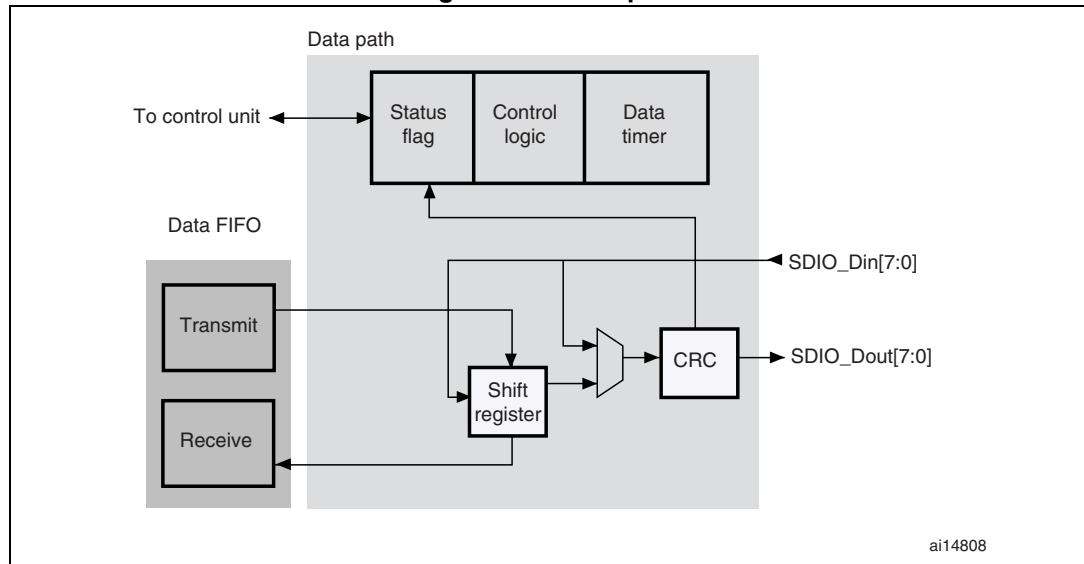 Data path
To control unit
Status
flag
Control
logic
Data
timer
Data FIFO
SDIO_Din[7:0]
Transmit
SDIO_Dout[7:0]
CRC
Shift
register
Receive
ai14808